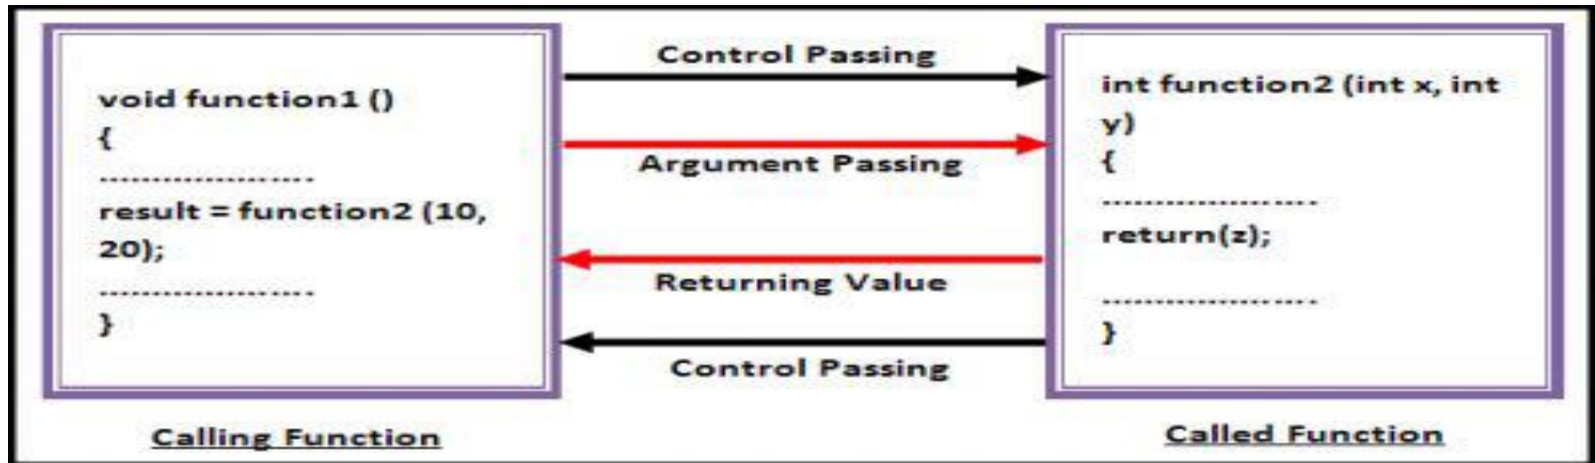 void function1 ()
{
....................
result = function2 (10,
20);
....................
}
Calling Function
Control Passing
Argument Passing
Returning Value
Control Passing
int function2 (int x, int
y)
{
....................
return(z);
....................
}
Called Function